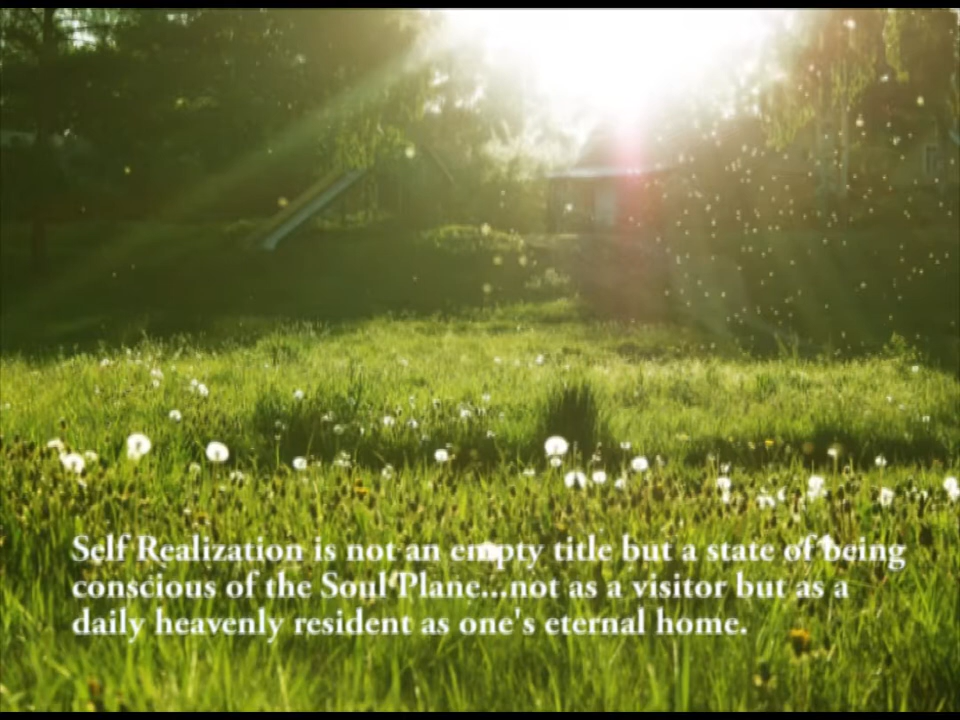 Self Realization is not an empty title but a state of being
conscious of the Soul Plane...not as a visitor but as a
daily heavenly resident as one's eternal home.